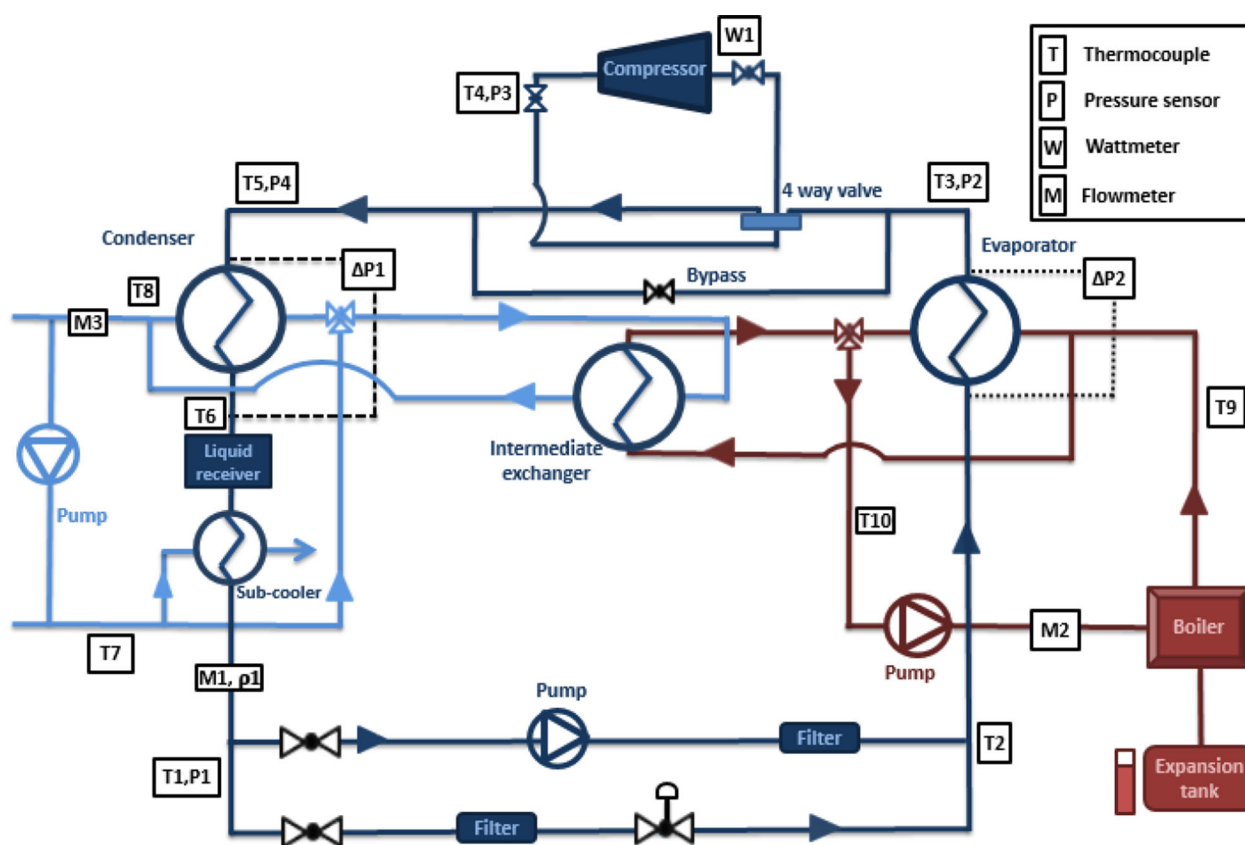 W1
Compressor
T4,P3
T
Thermocouple
P
Pressure sensor
W
Wattmeter
M
Flowmeter
T5,P4
4 way valve
T3,P2
Condenser
Evaporator
ΔP1
ΔP2
Bypass
T8
M3
T6
T9
Liquid
receiver
Intermediate
exchanger
Pump
T10
Sub-cooler
Boiler
M2
T7
Pump
M1, ρ1
Pump
Filter
T2
T1,P1
Expansion
tank
Filter